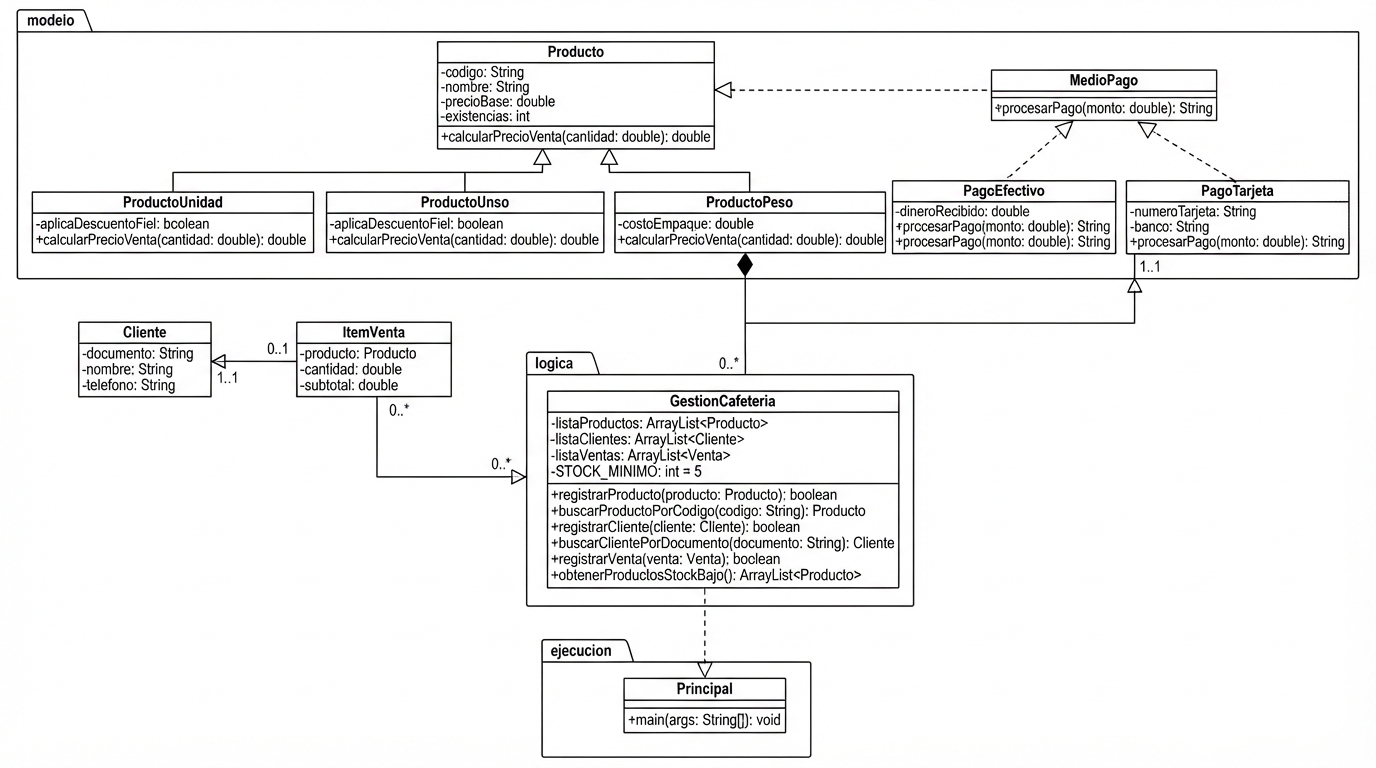 modelo
Producto
-codigo: String
-nombre: String
-precioBase: double
-existencias: int
+calcularPrecioVenta(cantidad: double): double
MedioPago
+procesarPago(monto: double): String
ProductoUnidad
-aplicaDescuentoFiel: bcolean
+calcularPrecioVenta(cantidad: double): double
ProductoUnso
-aplicaDescuentoFiel: boolean
+calcularPrecioVenta(cantidad: double): double
ProductoPeso
-costoEmpaque: double
+calcularPrecioVenta(cantidad: double): double
PagcEfectivo
-dineroRecibido: double
+prccesarPago(monto: double): String
+procesarPago(monto: double): String
PagoTarjeta
-numeroTarjeta: String
-banco: String
+procesarPago(monto: double): String
1..1
Cliente
-documento: String
-nombre: String
-telefono: String
0..1
1..1
ItemVenta
-producto: Producto
-cantidad: double
-subtotal: double
0..*
0..*
0..*
logica
GestionCafeteria
-listaProductos: ArrayList<Producto>
-listaClientes: ArrayList<Cliente>
-listaVentas: ArrayList<Venta>
-STOCK_MINIMO: int = 5
+registrarProducto(producto: Producto): boolean
+buscarProductoPorCodigo(codigo: String): Producto
+registrarCliente(cliente: Cliente): boolean
+buscarClientePorDocumento(documento: String): Cliente
+registrarVenta(venta: Venta); boolean
+obtenerProductosStockBajo(): ArrayList<Producto>
ejecucion
Principal
+main(args: String[]): void